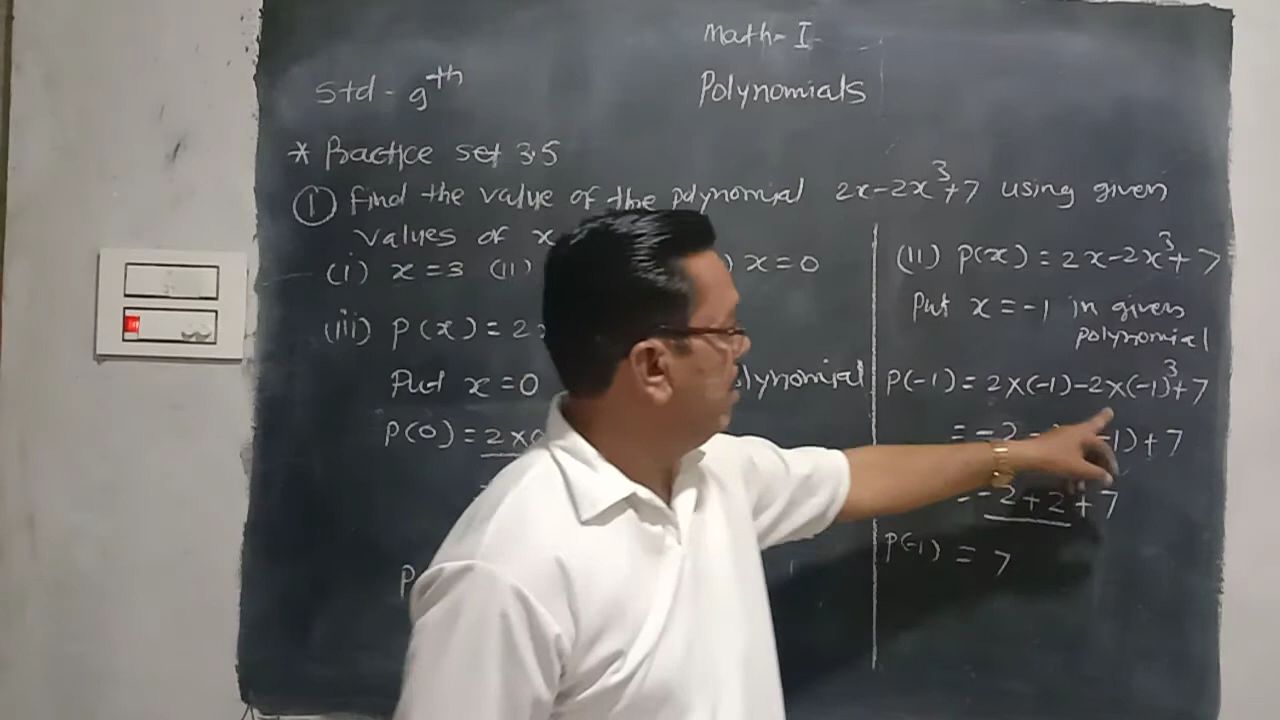 Math-I
Std - 9th
Polynomials
* Practice set 3.5
① Find the value of the polynomial 2x-2x³+7 using given
values of x
(i) x=3 (ii) ) x=0
(iii) P(x)=2
Put x=0 polynomial
P(0)=2×
P
(II) P(x)=2x-2x³+7
Put x=-1 in given
polynomial
P(-1)=2×(-1)-2×(-1)³+7
=-2 -1)+7
=-2+2+7
P(-1) = 7